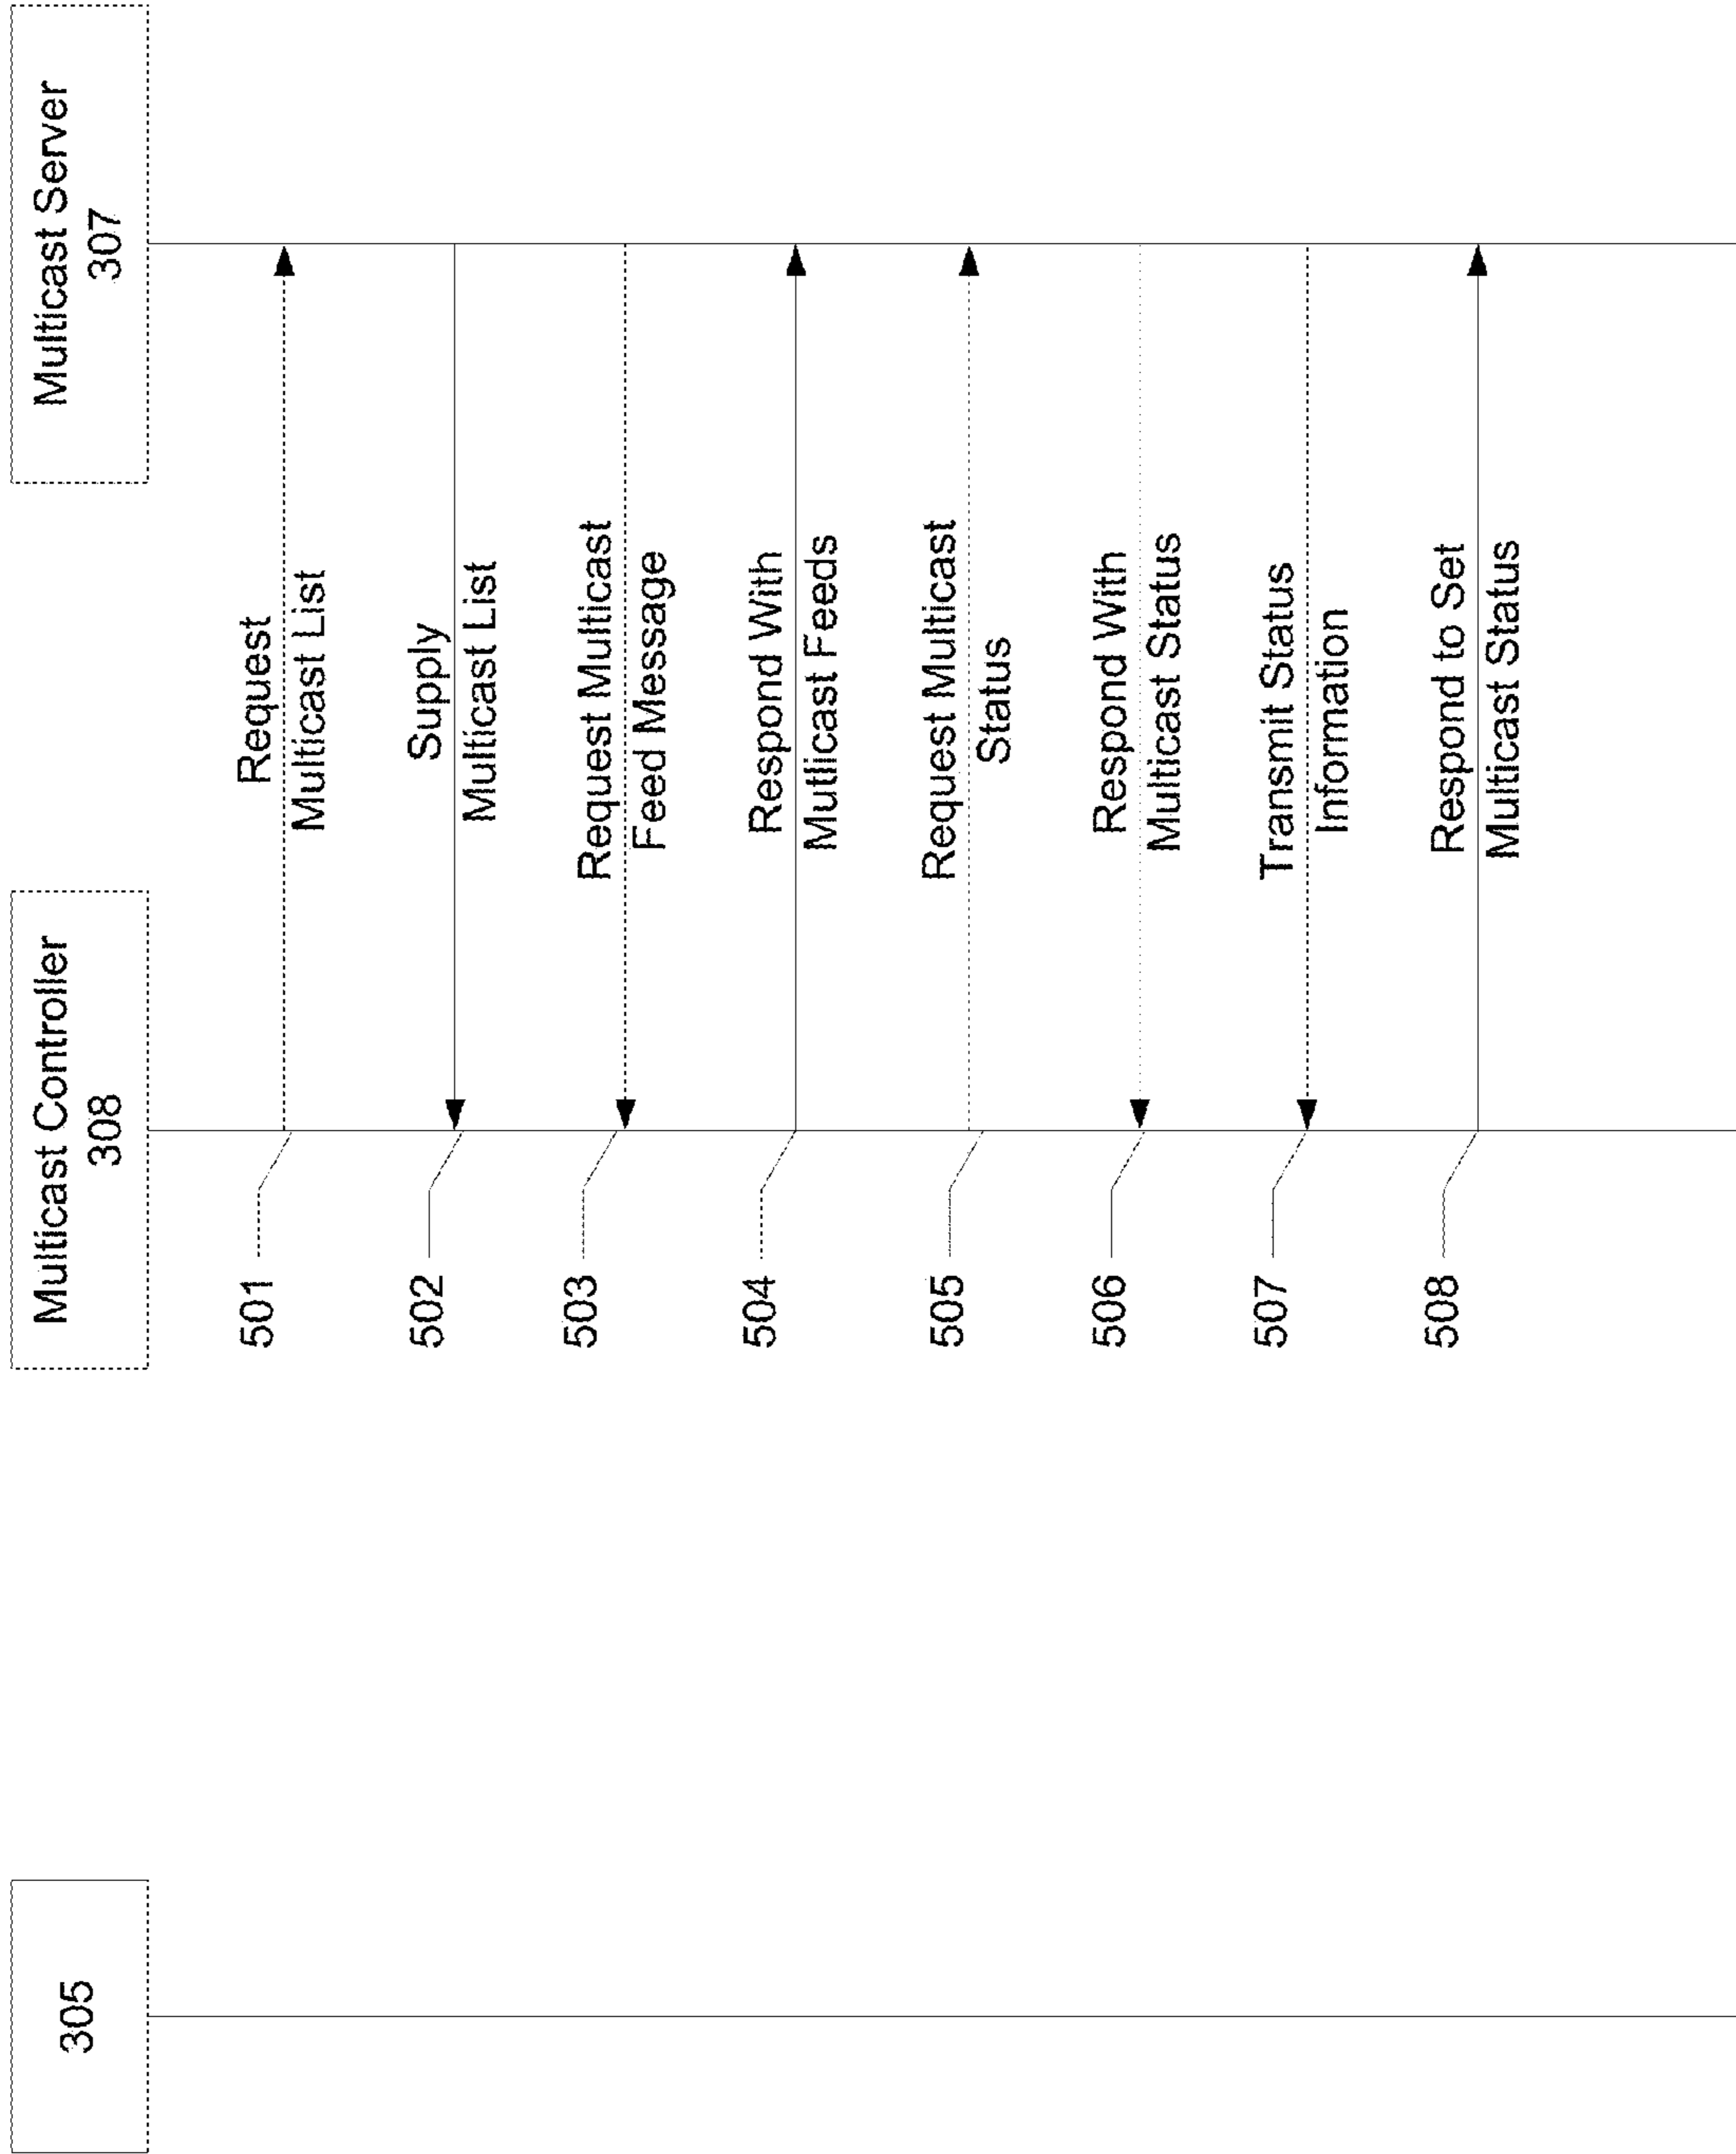 305
Multicast Controller
308
Multicast Server
307
501
Request
Multicast List
502
Supply
Multicast List
503
Request Multicast
Feed Message
504
Respond With
Mutlicast Feeds
505
Request Multicast
Status
506
Respond With
Multicast Status
507
Transmit Status
Information
508
Respond to Set
Multicast Status